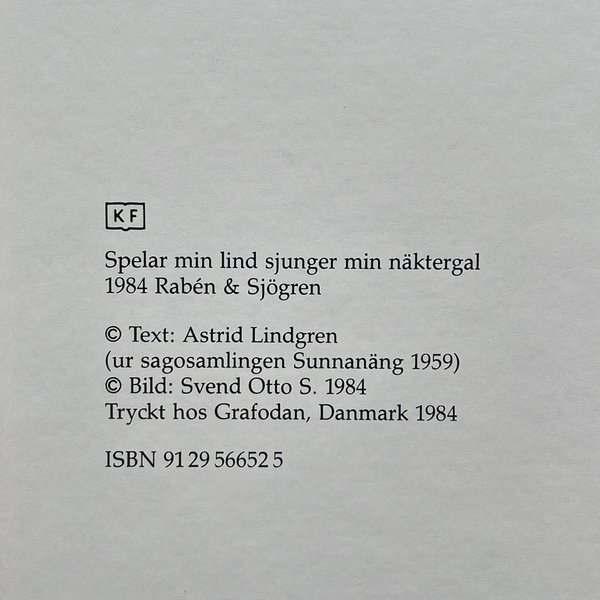 KF
Spelar min lind sjunger min näktergal
1984 Rabén & Sjögren
© Text: Astrid Lindgren
(ur sagosamlingen Sunnanäng 1959)
© Bild: Svend Otto S. 1984
Tryckt hos Grafodan, Danmark 1984
ISBN 91 29 56652 5